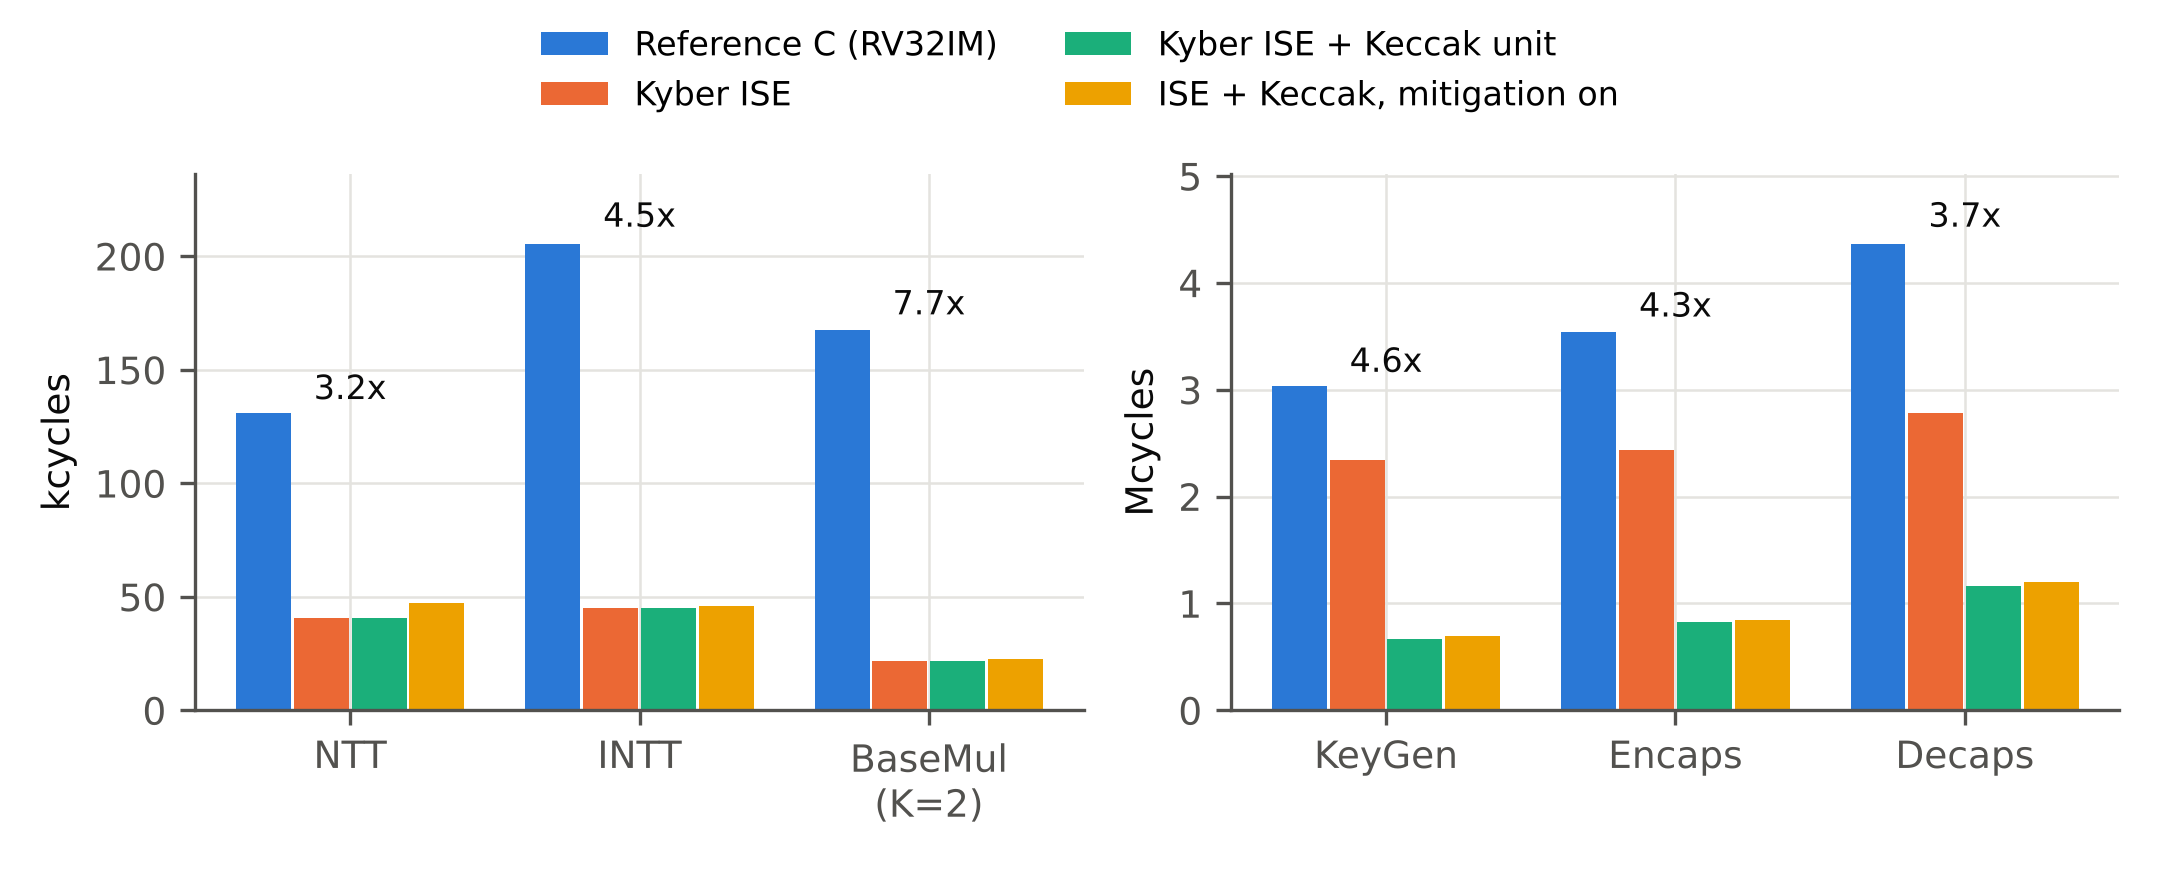 Reference C (RV32IM)
Kyber ISE
Kyber ISE + Keccak unit
ISE + Keccak, mitigation on
kcycles
200
150
100
50
0
3.2x
4.5x
7.7x
NTT
INTT
BaseMul
(K=2)
Mcycles
5
4
3
2
1
0
4.6x
4.3x
3.7x
KeyGen
Encaps
Decaps